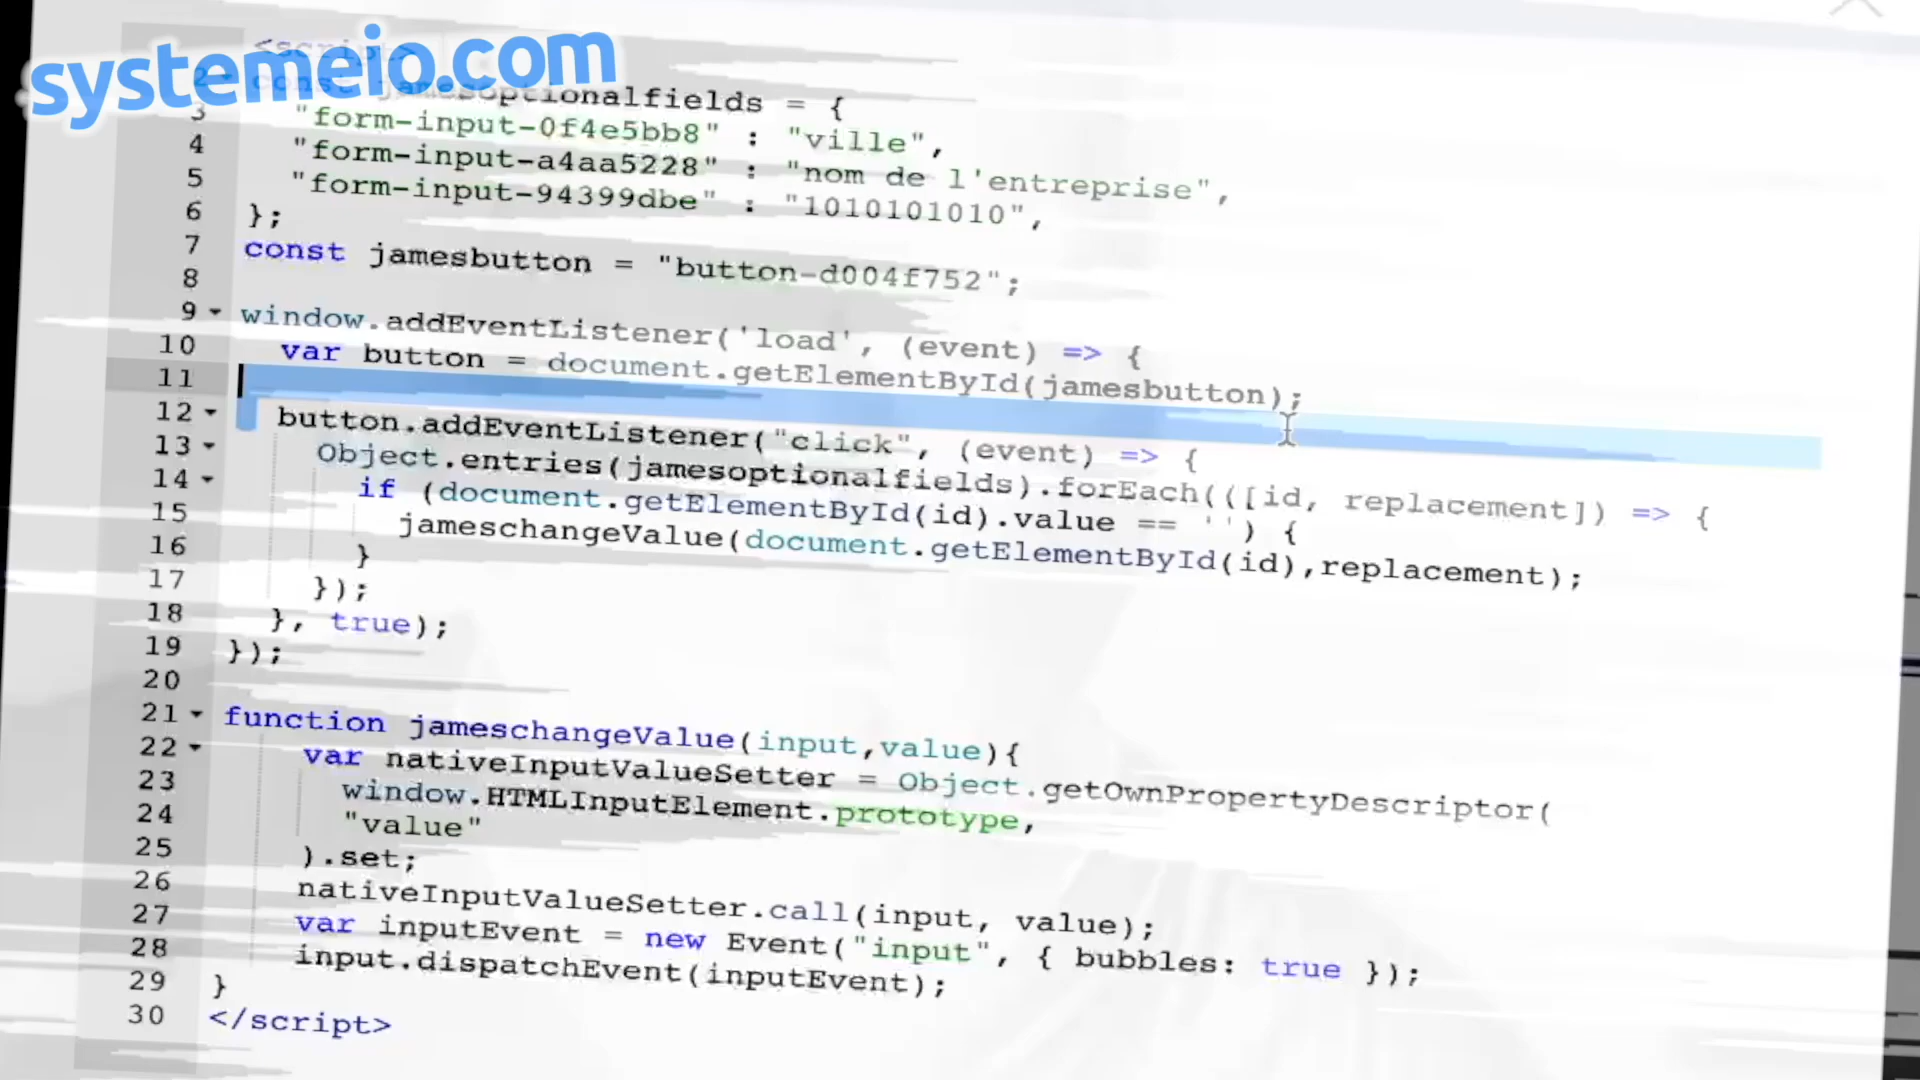 systemeio.com
<script>
2 const jamesoptionalfields = {
3 "form-input-0f4e5bb8" : "ville",
4 "form-input-a4aa5228" : "nom de l'entreprise",
5 "form-input-94399dbe" : "1010101010",
6 };
7 const jamesbutton = "button-d004f752";
8
9 window.addEventListener('load', (event) => {
10 var button = document.getElementById(jamesbutton);
11
12 button.addEventListener("click", (event) => {
13 Object.entries(jamesoptionalfields).forEach(([id, replacement]) => {
14 if (document.getElementById(id).value == '') {
15 jameschangeValue(document.getElementById(id),replacement);
16 }
17 });
18 }, true);
19 });
20
21 function jameschangeValue(input,value){
22 var nativeInputValueSetter = Object.getOwnPropertyDescriptor(
23 window.HTMLInputElement.prototype,
24 "value"
25 ).set;
26 nativeInputValueSetter.call(input, value);
27 var inputEvent = new Event("input", { bubbles: true });
28 input.dispatchEvent(inputEvent);
29 }
30 </script>